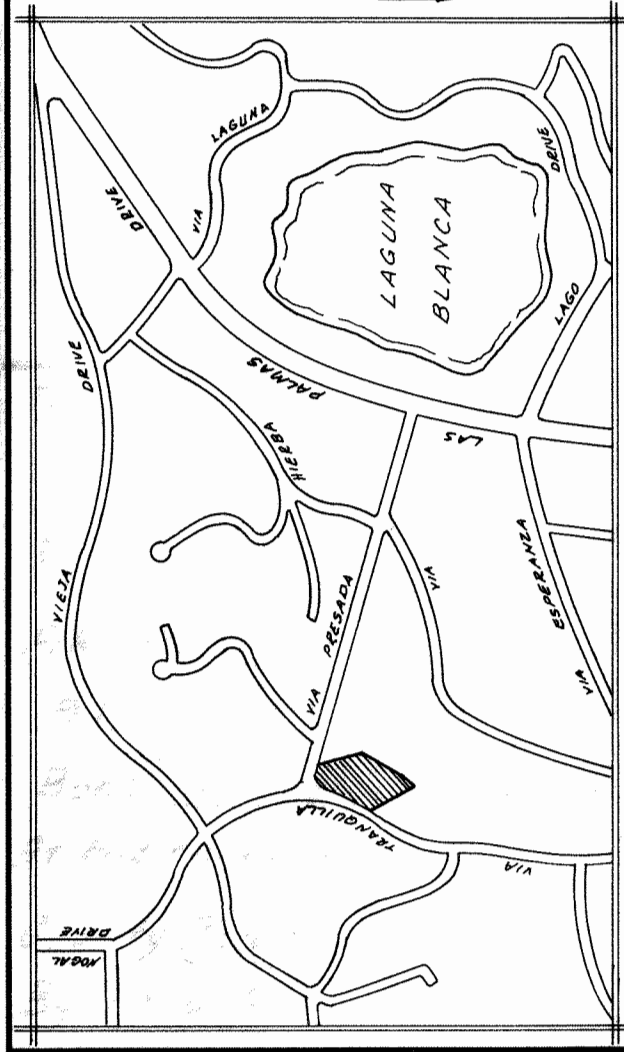 DRIVE
VIA
LAGUNA
DRIVE
LAGUNA
BLANCA
LAGO
DRIVE
VIEJA
PALMAS
LAS
HIERBA
VIA
VIA
PRESADA
ESPERANZA
VIA
TRANQUILLA
VIA
NOGAL
DRIVE